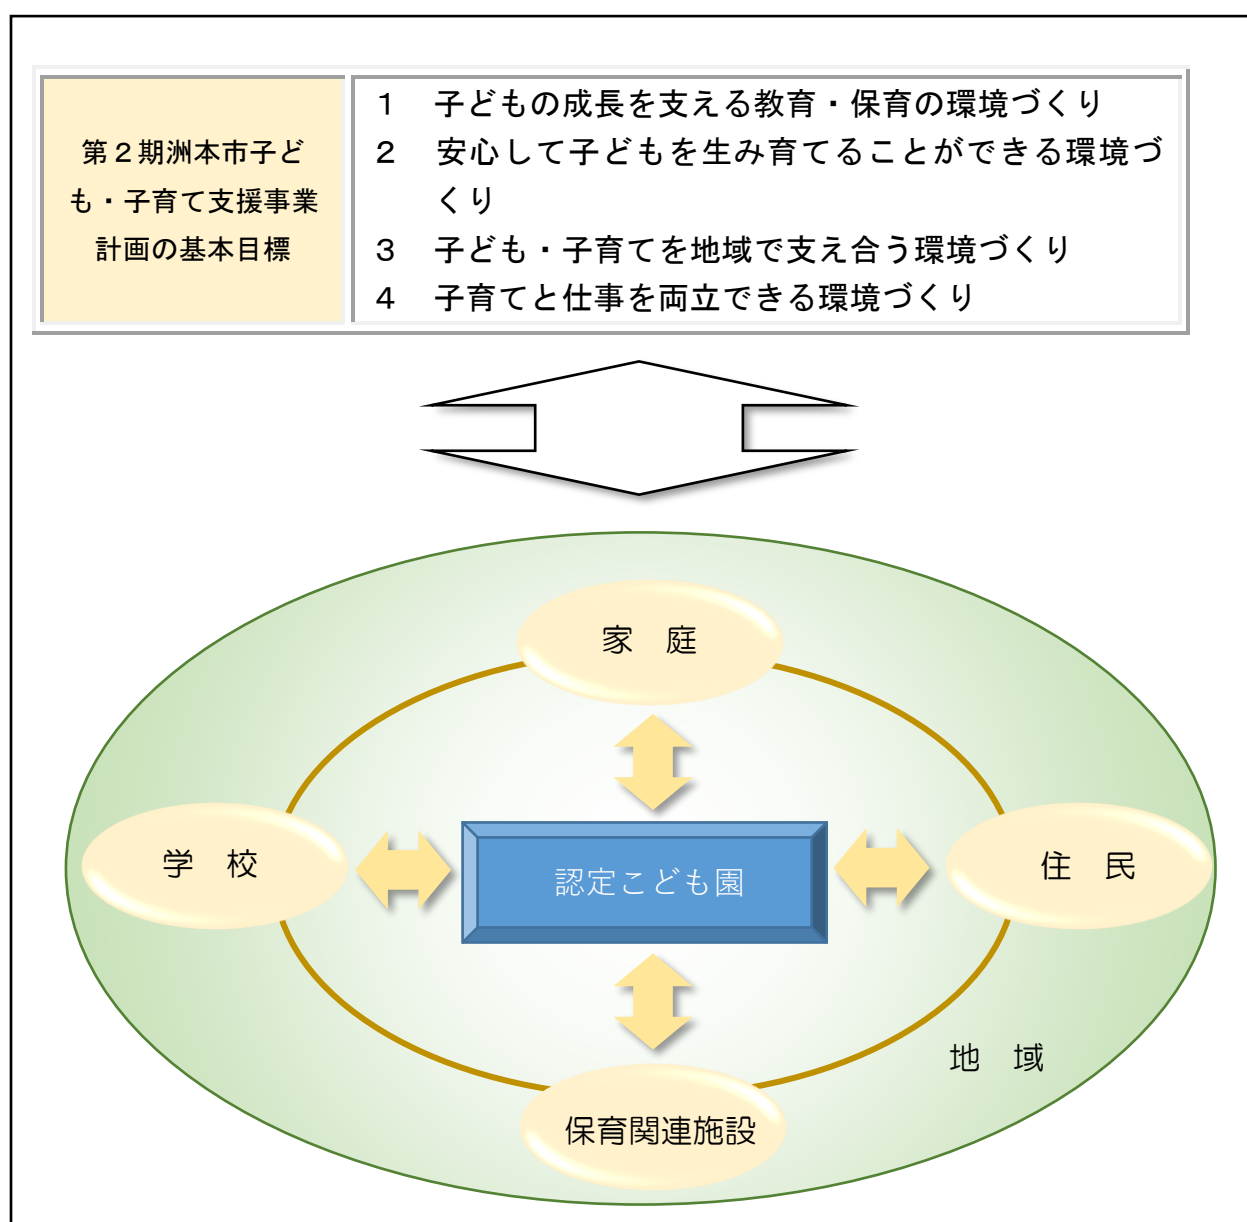 第２期洲本市子ど
も・子育て支援事業
計画の基本目標
１　子どもの成長を支える教育・保育の環境づくり
２　安心して子どもを生み育てることができる環境づ
くり
３　子ども・子育てを地域で支え合う環境づくり
４　子育てと仕事を両立できる環境づくり
家　庭
学　校
認定こども園
住　民
地　域
保育関連施設